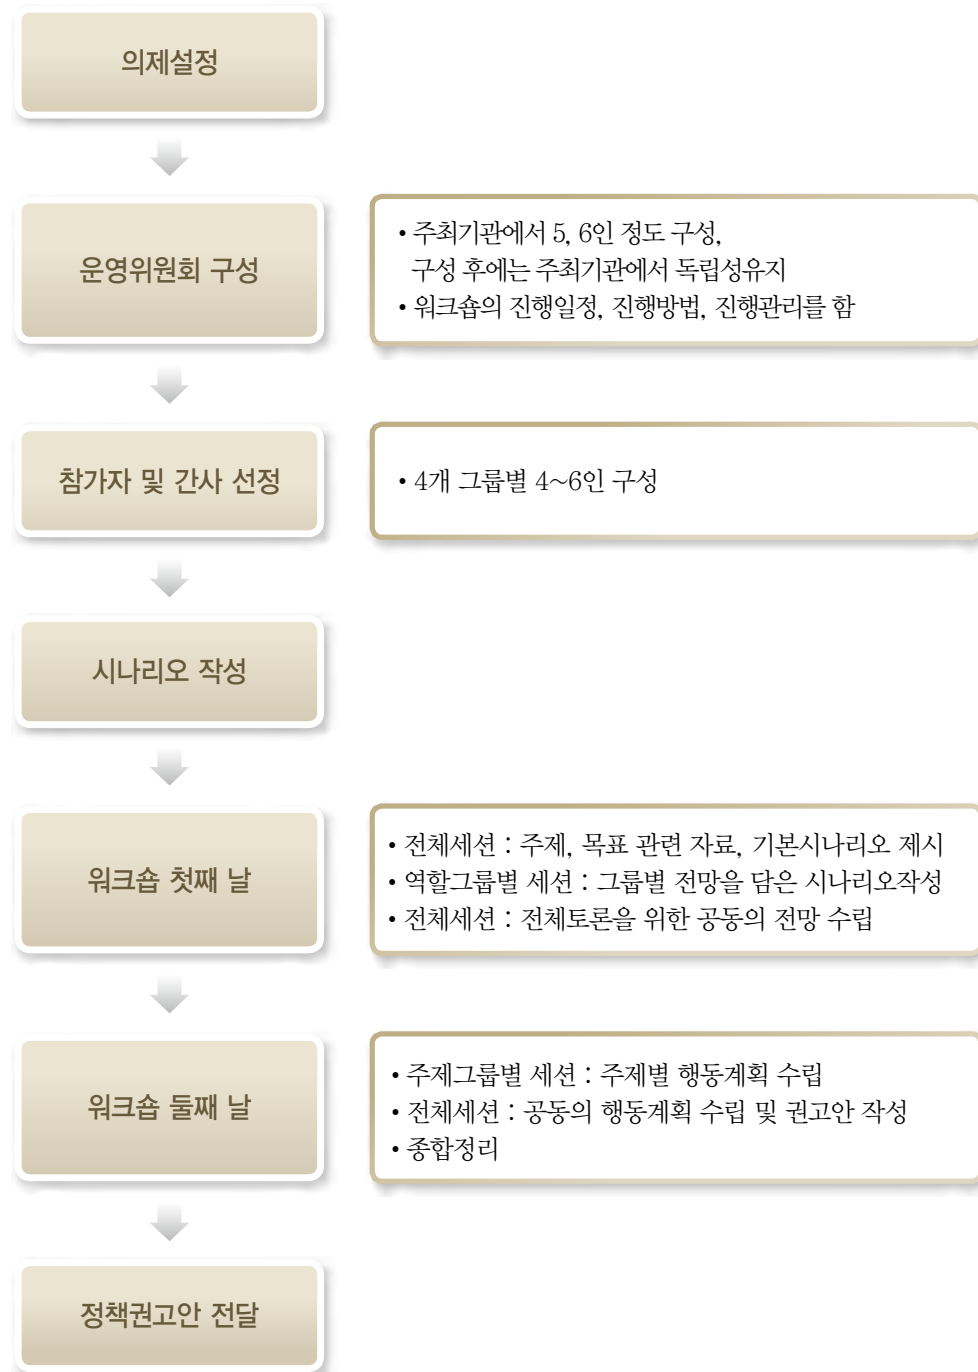 의제설정
운영위원회 구성
• 주최기관에서 5, 6인 정도 구성,
구성 후에는 주최기관에서 독립성유지
• 워크숍의 진행일정, 진행방법, 진행관리를 함
참가자 및 간사 선정
• 4개 그룹별 4~6인 구성
시나리오 작성
워크숍 첫째 날
• 전체세션 : 주제, 목표 관련 자료, 기본시나리오 제시
• 역할그룹별 세션 : 그룹별 전망을 담은 시나리오작성
• 전체세션 : 전체토론을 위한 공동의 전망 수립
워크숍 둘째 날
• 주제그룹별 세션 : 주제별 행동계획 수립
• 전체세션 : 공동의 행동계획 수립 및 권고안 작성
• 종합정리
정책권고안 전달